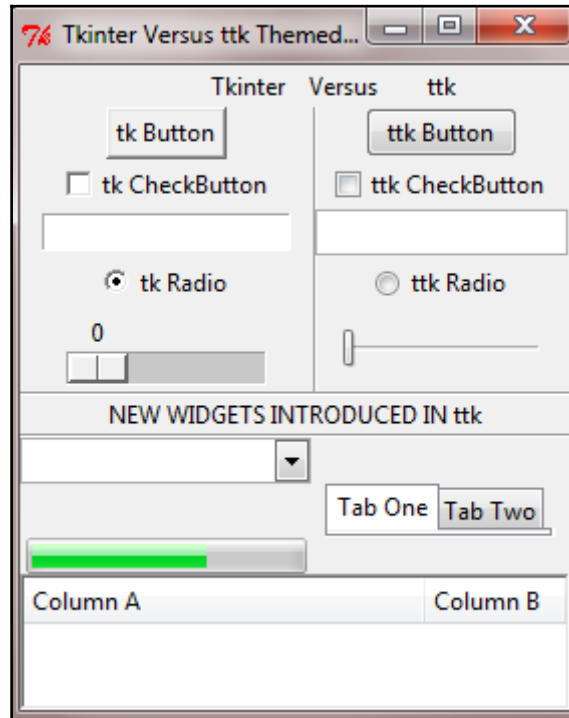 Tkinter Versus ttk Themed...
Tkinter Versus ttk
tk Button ttk Button
tk CheckButton ttk CheckButton
tk Radio ttk Radio
0
NEW WIDGETS INTRODUCED IN ttk
Tab One Tab Two
Column A Column B